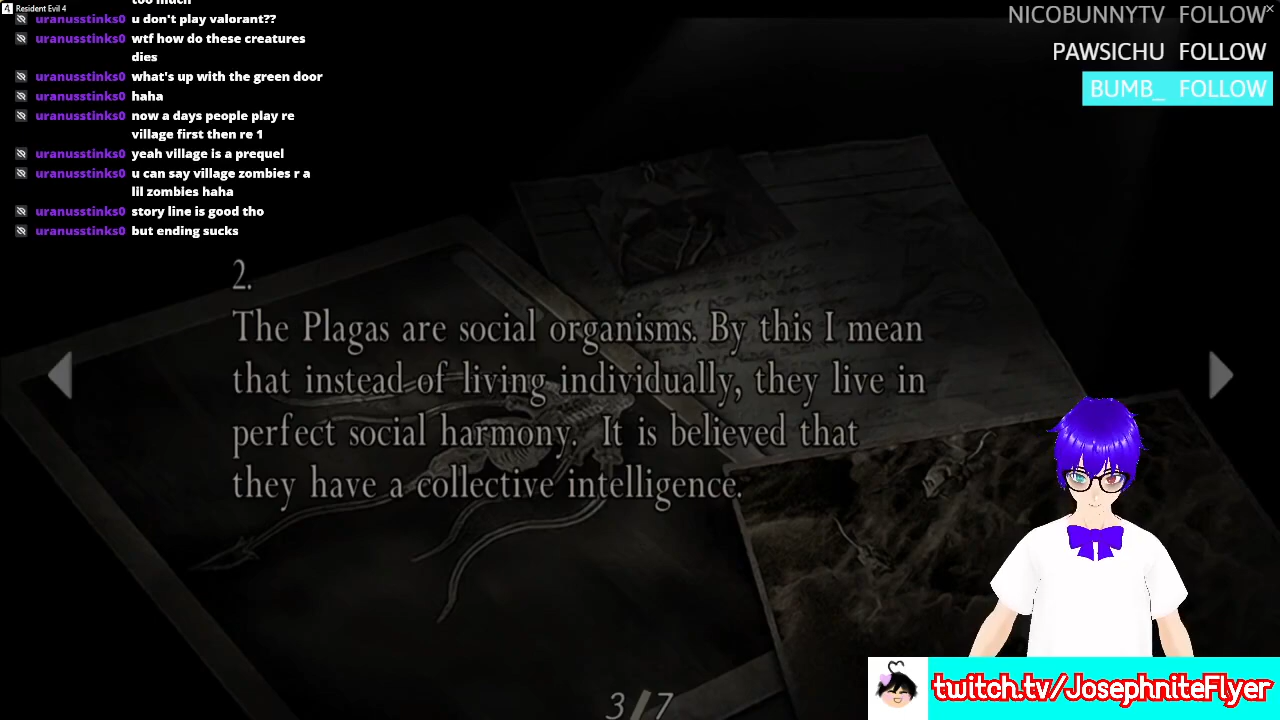 Resident Evil 4
too much
uranusstinks0 u don't play valorant??
uranusstinks0 wtf how do these creatures
dies
uranusstinks0 what's up with the green door
uranusstinks0 haha
uranusstinks0 now a days people play re
village first then re 1
uranusstinks0 yeah village is a prequel
uranusstinks0 u can say village zombies r a
lil zombies haha
uranusstinks0 story line is good tho
uranusstinks0 but ending sucks
NICOBUNNYTV FOLLOW
PAWSICHU FOLLOW
BUMB_ FOLLOW
2.
The Plagas are social organisms. By this I mean
that instead of living individually, they live in
perfect social harmony. It is believed that
they have a collective intelligence.
3/7
twitch.tv/JosephniteFlyer